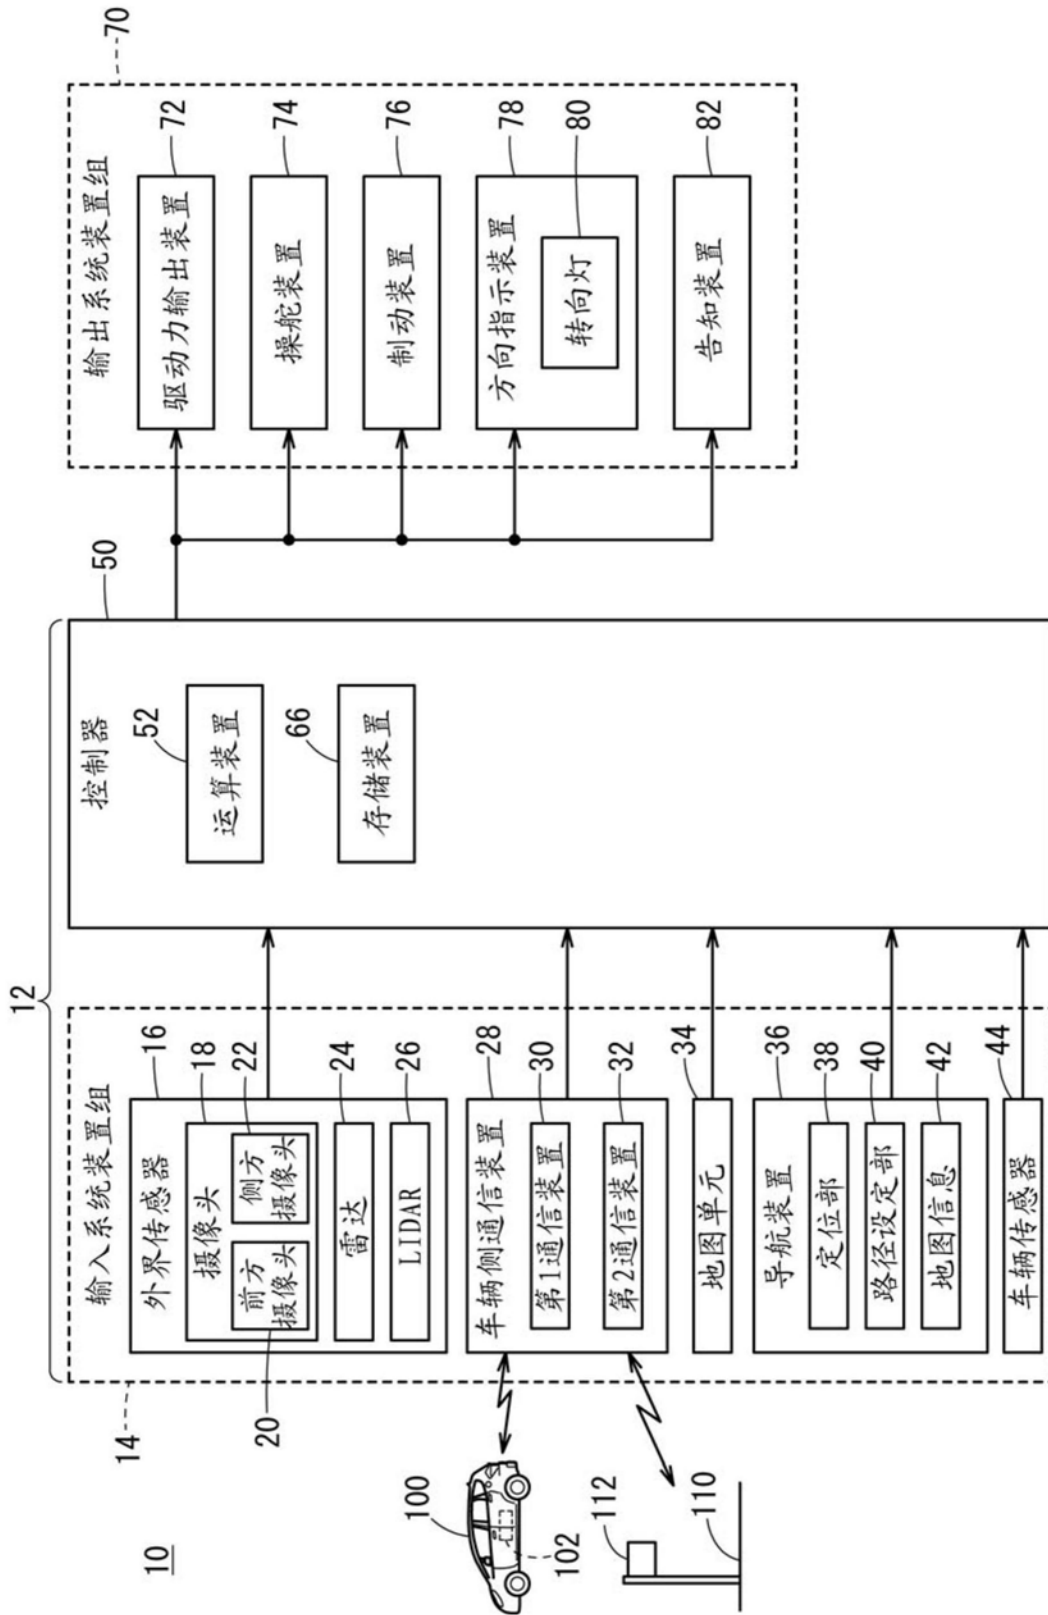 10
12
14
输入系统装置组
外界传感器
16
摄像头
18
前方
摄像头
20
侧方
摄像头
22
雷达
24
LIDAR
26
车辆侧通信装置
28
第1通信装置
30
第2通信装置
32
地图单元
34
导航装置
36
定位部
38
路径设定部
40
地图信息
42
车辆传感器
44
100
102
112
110
控制器
50
运算装置
52
存储装置
66
输出系统装置组
70
驱动力输出装置
72
操舵装置
74
制动装置
76
方向指示装置
78
转向灯
80
告知装置
82